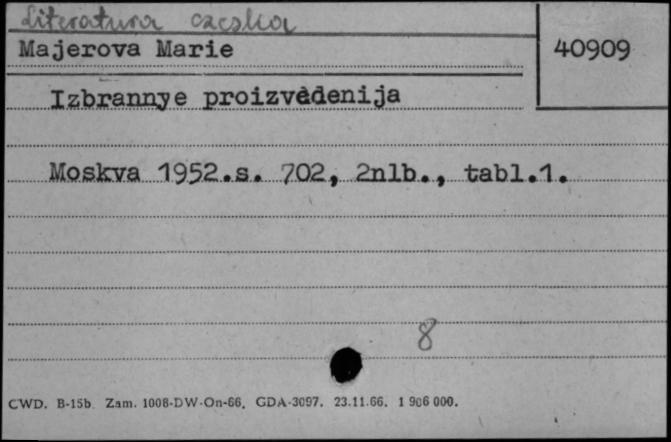 Literatura czeska
Majerova Marie
40909
Izbrannye proizvedenija
Moskva 1952.s. 702, 2nlb., tabl.1.
8
CWD. B-15b. Zam. 1008-DW-On-66. GDA-3097. 23.11.66. 1 906 000.